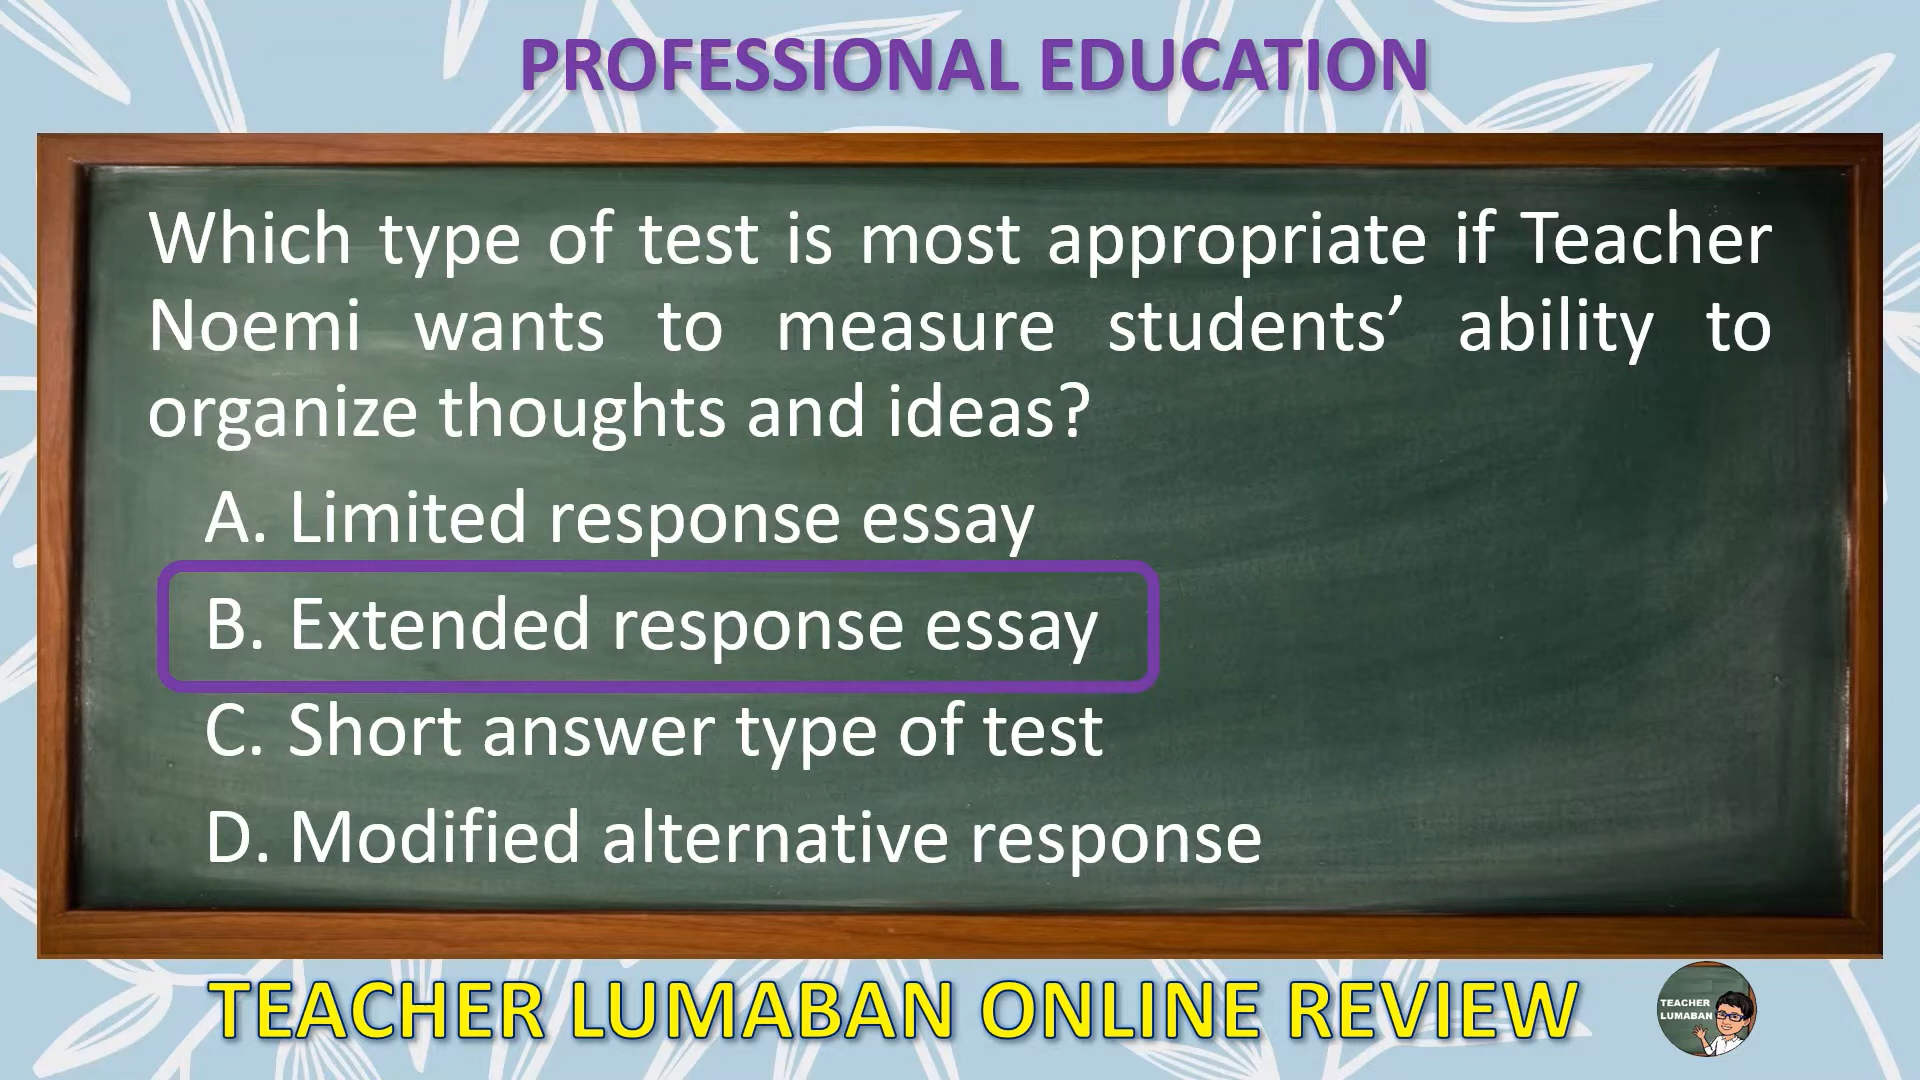 PROFESSIONAL EDUCATION
Which type of test is most appropriate if Teacher
Noemi wants to measure students’ ability to
organize thoughts and ideas?
A. Limited response essay
B. Extended response essay
C. Short answer type of test
D. Modified alternative response
TEACHER LUMABAN ONLINE REVIEW
TEACHER
LUMABAN